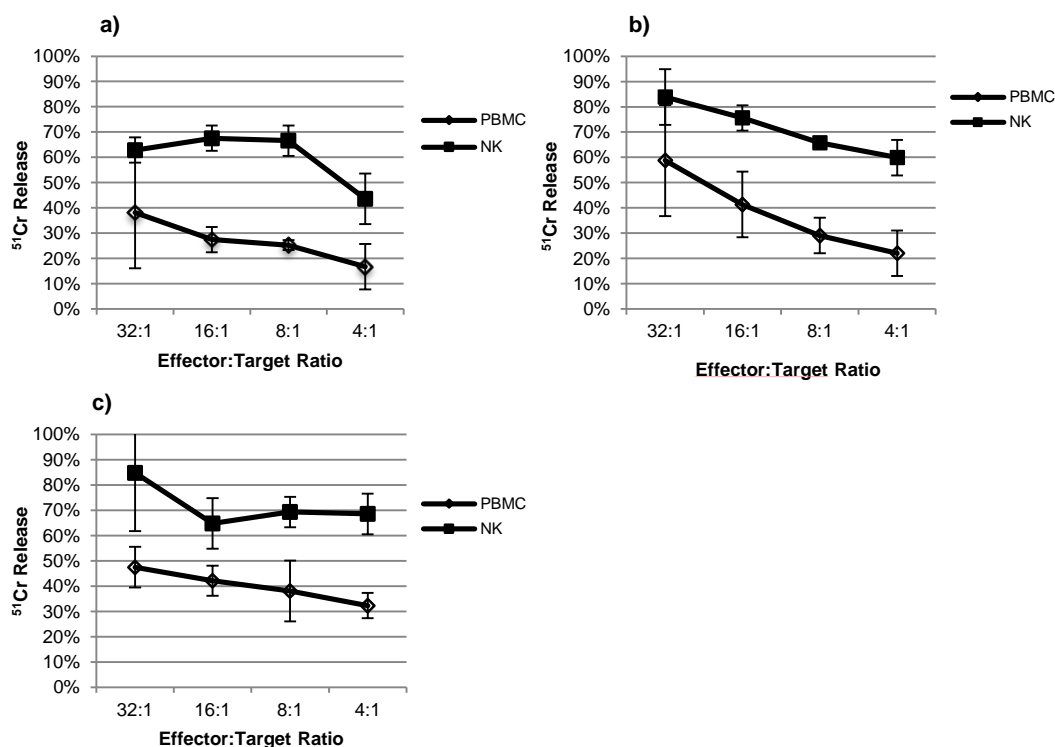 a)
100%
90%
80%
70%
60%
50%
40%
30%
20%
10%
0%
⁵¹Cr Release
32:1 16:1 8:1 4:1
Effector:Target Ratio
PBMC
NK
b)
100%
90%
80%
70%
60%
50%
40%
30%
20%
10%
0%
⁵¹Cr Release
32:1 16:1 8:1 4:1
Effector:Target Ratio
PBMC
NK
c)
100%
90%
80%
70%
60%
50%
40%
30%
20%
10%
0%
⁵¹Cr Release
32:1 16:1 8:1 4:1
Effector:Target Ratio
PBMC
NK